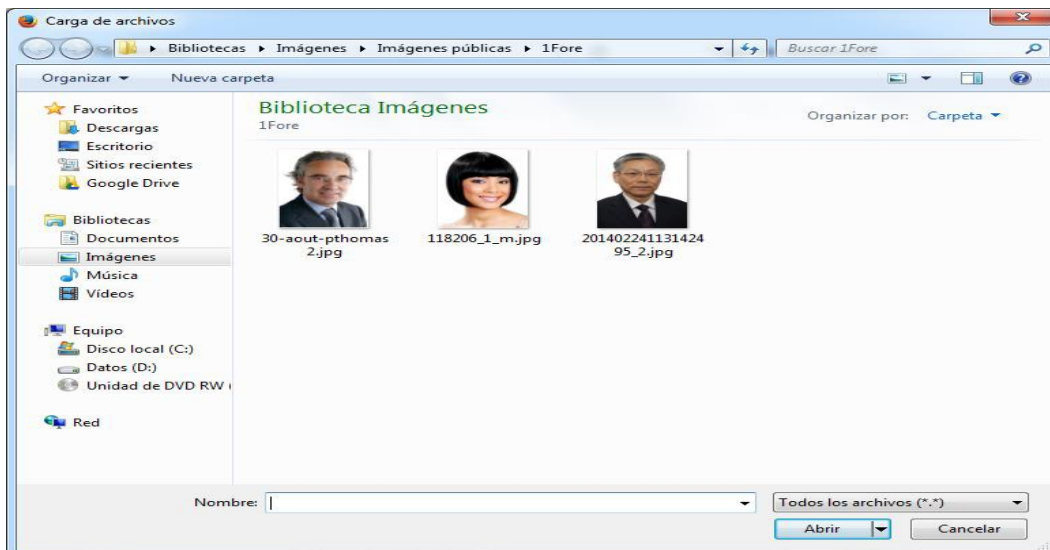 Carga de archivos
Bibliotecas ▸ Imágenes ▸ Imágenes públicas ▸ 1Fore
Buscar 1Fore
Organizar
Nueva carpeta
Favoritos
Descargas
Escritorio
Sitios recientes
Google Drive
Bibliotecas
Documentos
Imágenes
Música
Vídeos
Equipo
Disco local (C:)
Datos (D:)
Unidad de DVD RW (
Red
Biblioteca Imágenes
1Fore
Organizar por: Carpeta
30-aout-pthomas
2.jpg
118206_1_m.jpg
201402241131424
95_2.jpg
Nombre:
Todos los archivos (*.*)
Abrir
Cancelar